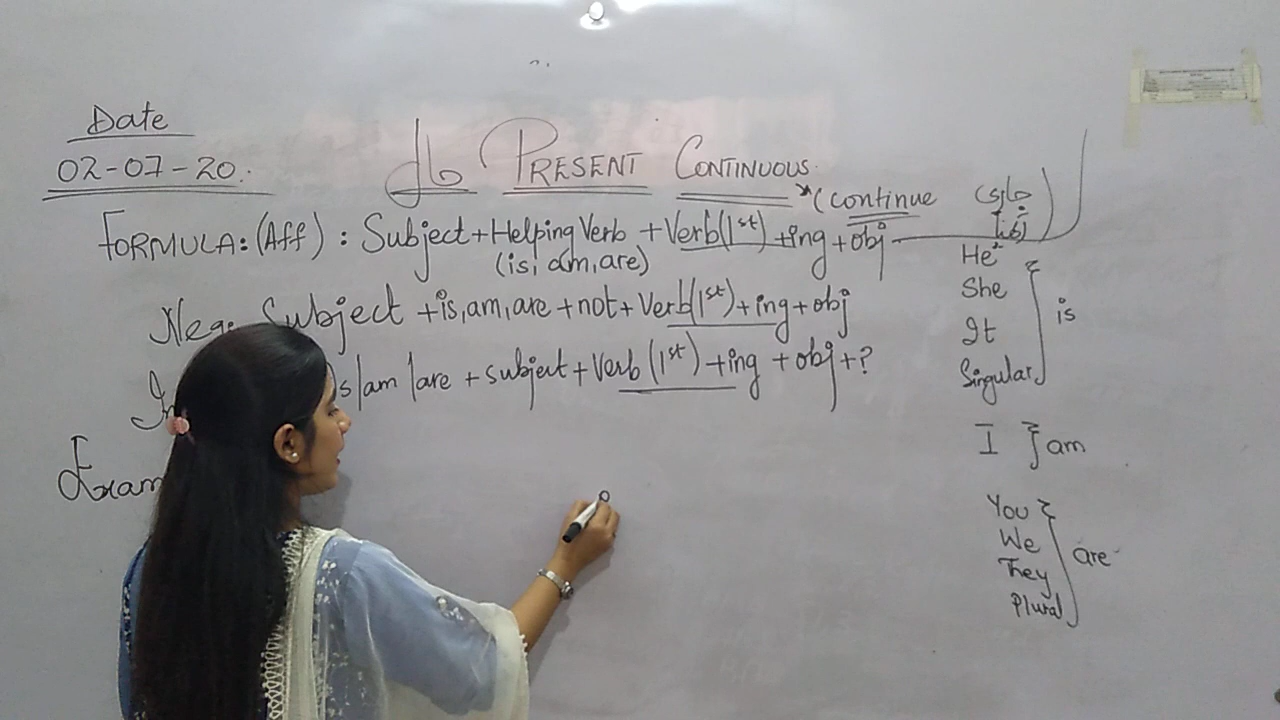 Date
02-07-20.
PRESENT CONTINUOUS.
*(continue جاری رکھنا)
FORMULA:(Aff) : Subject+Helping Verb +Verb(1st)+ing+obj
(is, am, are)
Neg: Subject +is,am,are +not+Verb(1st)+ing+obj
|am |are + subject+Verb (1st) +ing +obj+?
He
She
It
Singular
is
I } am
You
We
They
Plural
are